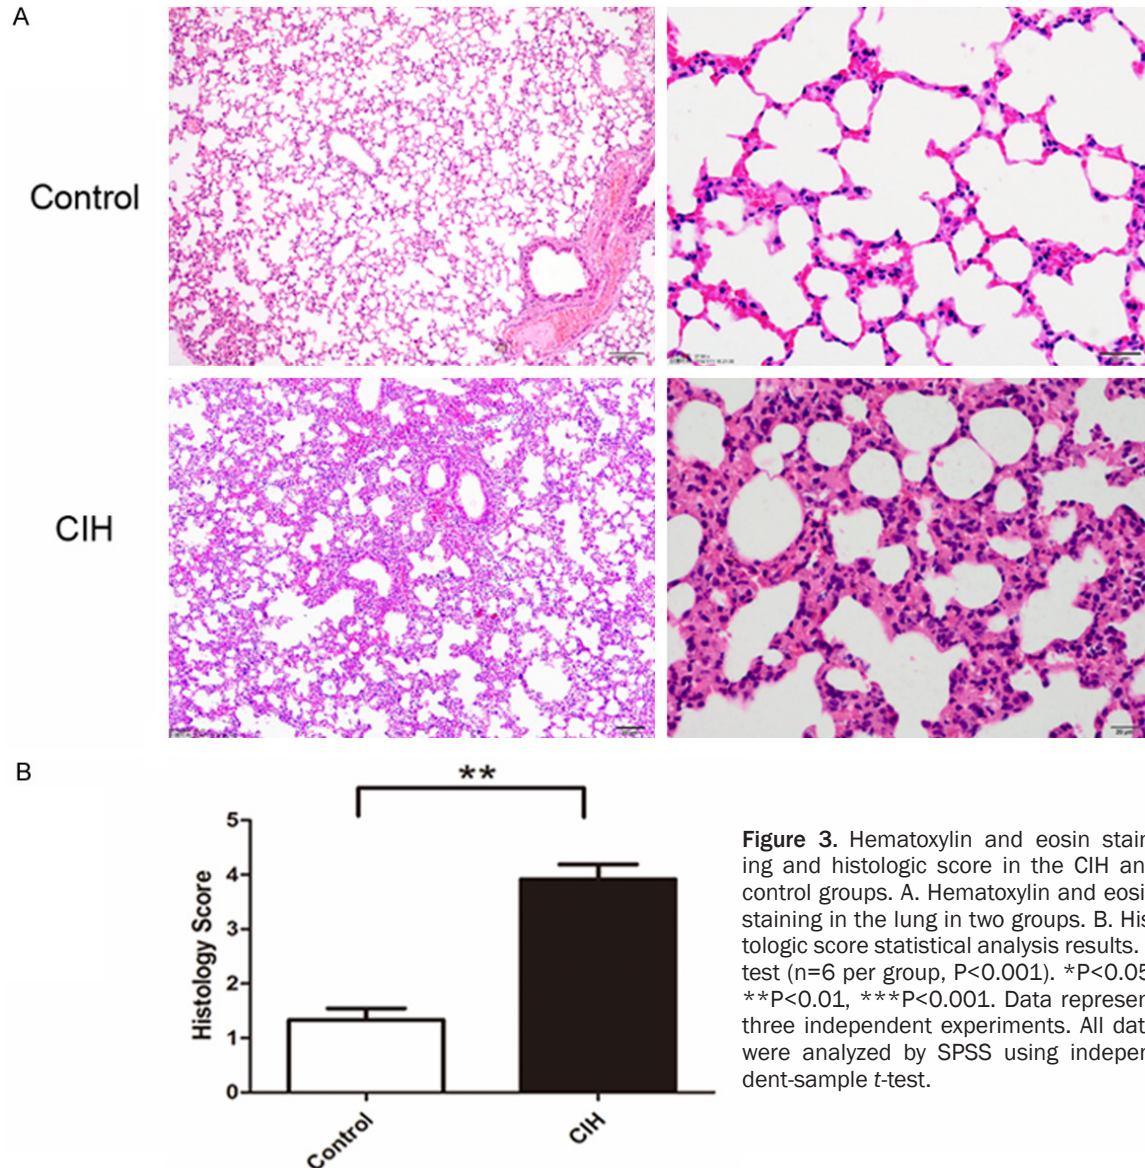 A
Control
CIH
20 µm
B
**
Histology Score
5
4
3
2
1
0
Control
CIH
Figure 3. Hematoxylin and eosin stain-
ing and histologic score in the CIH an
control groups. A. Hematoxylin and eosi
staining in the lung in two groups. B. His
tologic score statistical analysis results.
test (n=6 per group, P<0.001). *P<0.05
**P<0.01, ***P<0.001. Data represen
three independent experiments. All dat
were analyzed by SPSS using indepen
dent-sample t-test.